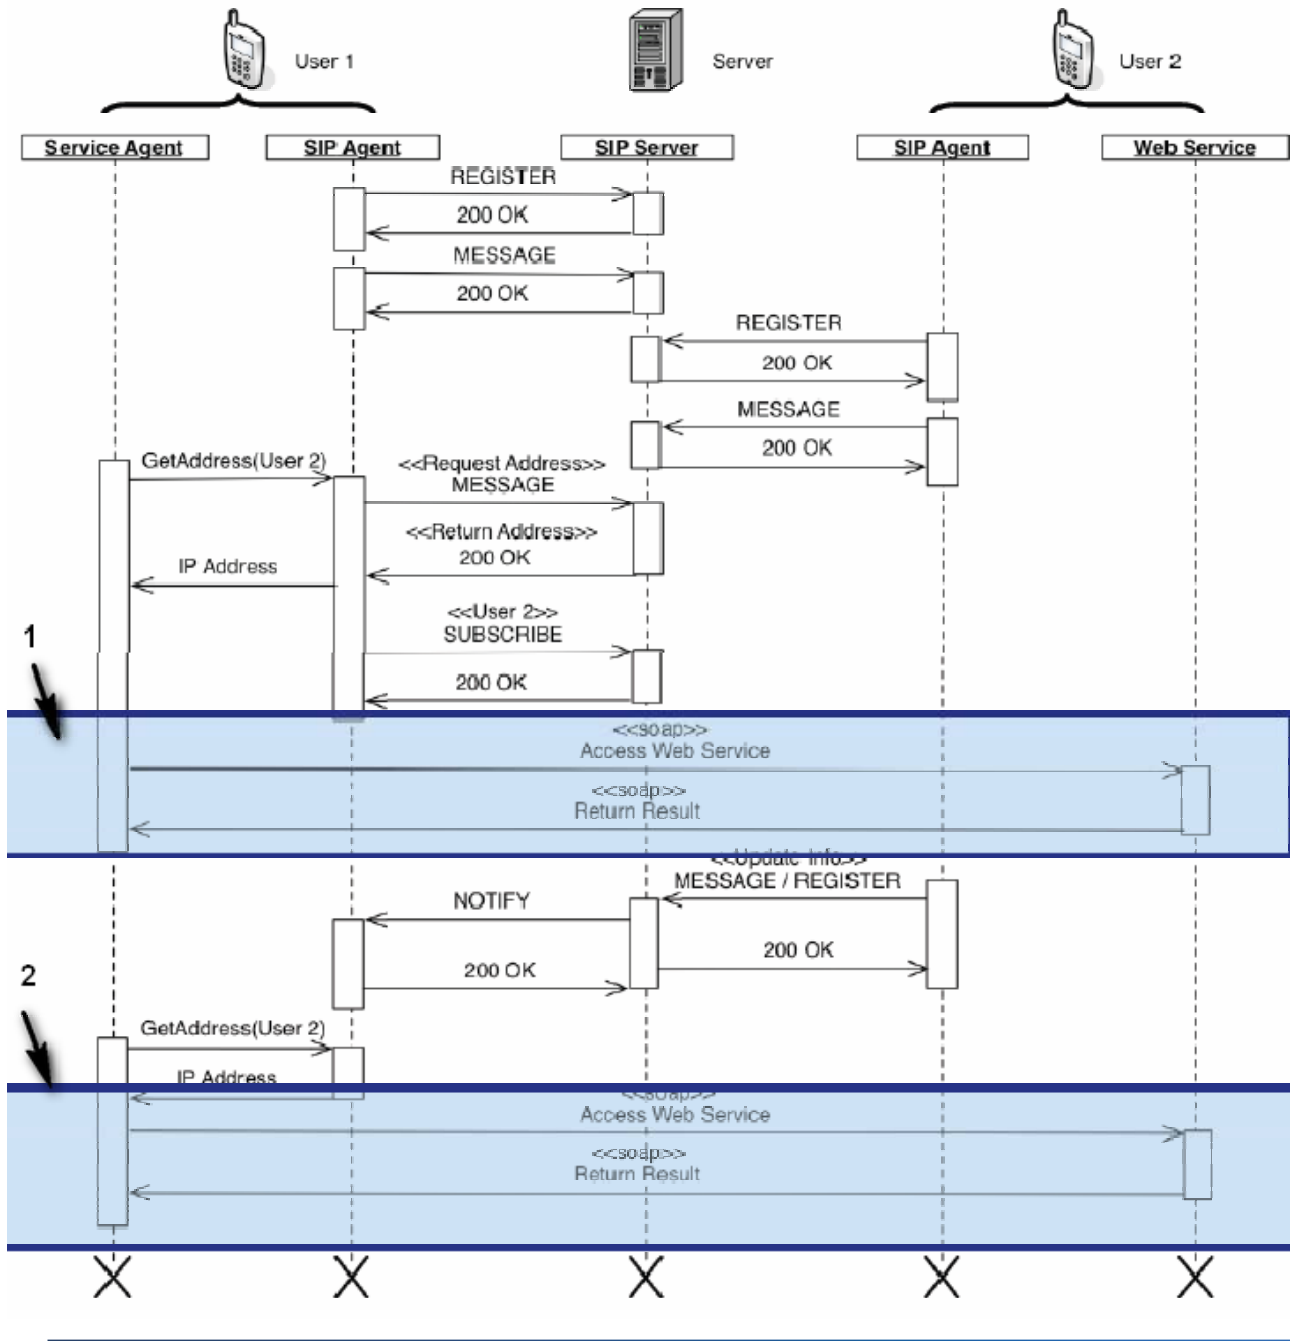 User 1
Server
User 2
Service Agent
SIP Agent
SIP Server
SIP Agent
Web Service
REGISTER
200 OK
MESSAGE
200 OK
REGISTER
200 OK
MESSAGE
200 OK
GetAddress(User 2)
<<Request Address>>
MESSAGE
<<Return Address>>
200 OK
IP Address
<<User 2>>
SUBSCRIBE
200 OK
1
<<soap>>
Access Web Service
<<soap>>
Return Result
<<Update Info>>
MESSAGE / REGISTER
NOTIFY
200 OK
200 OK
2
GetAddress(User 2)
IP Address
<<soap>>
Access Web Service
<<soap>>
Return Result